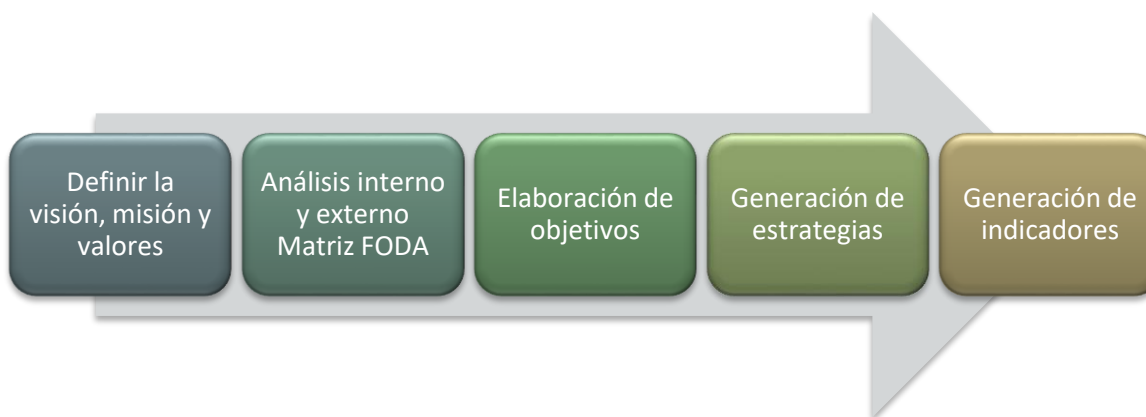 Definir la
visión, misión y
valores
Análisis interno
y externo
Matriz FODA
Elaboración de
objetivos
Generación de
estrategias
Generación de
indicadores